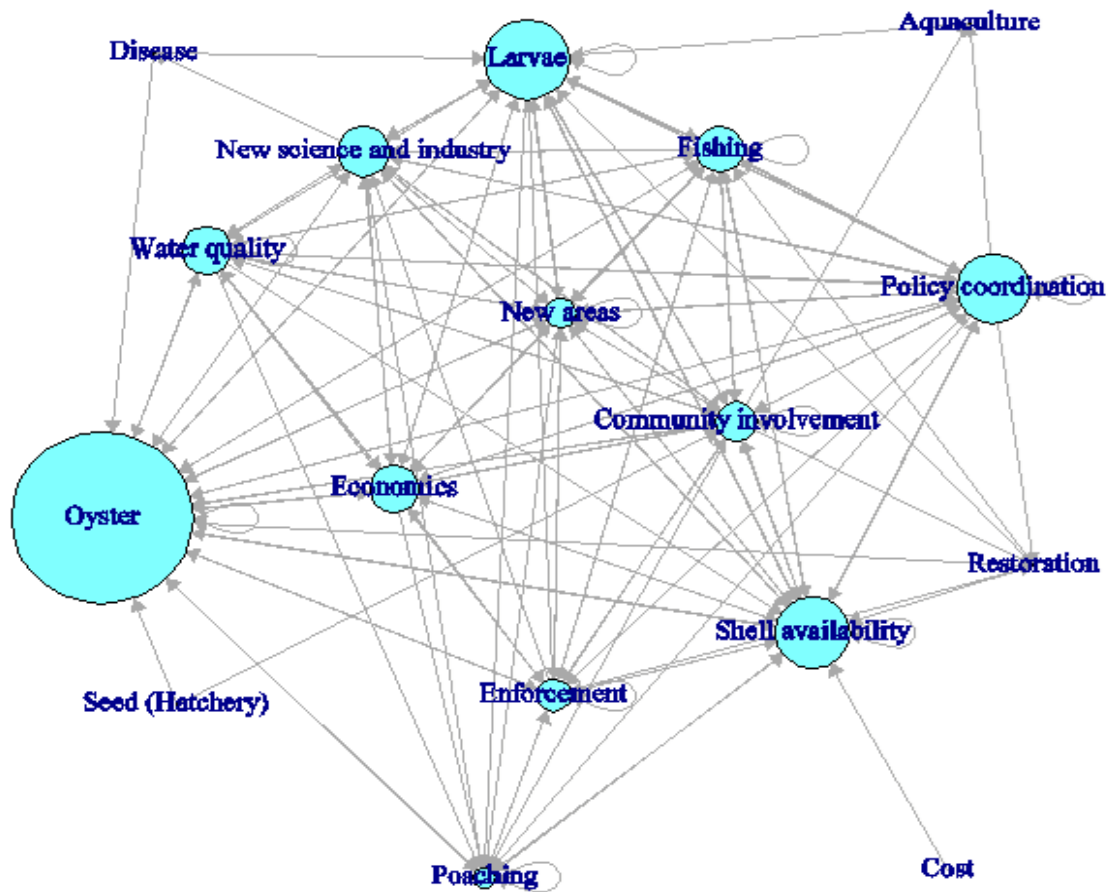 Aquaculture
Disease
Larvae
New science and industry
Fishing
Water quality
Policy coordination
New areas
Community involvement
Economics
Oyster
Restoration
Shell availability
Enforcement
Seed (Hatchery)
Cost
Poaching